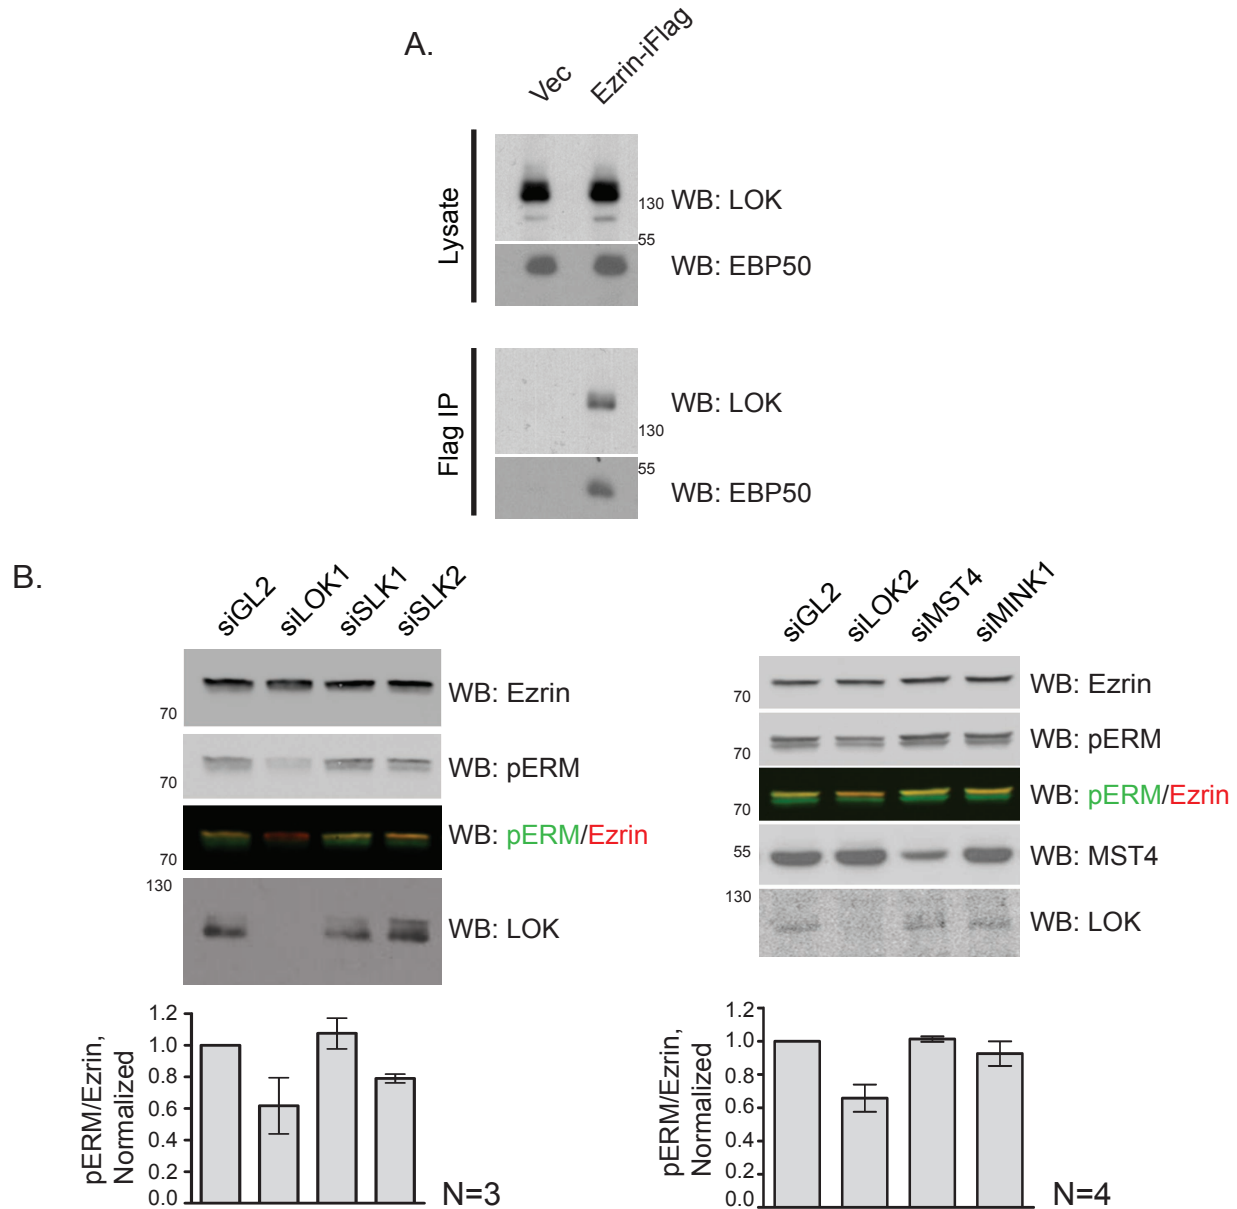 A.
Vec
Ezrin-iFlag
Lysate
130 WB: LOK
55
WB: EBP50
Flag IP
WB: LOK
130
55
WB: EBP50
B.
siGL2
siLOK1
siSLK1
siSLK2
70
WB: Ezrin
70
WB: pERM
70
WB: pERM/Ezrin
130
WB: LOK
pERM/Ezrin,
Normalized
1.2
1.0
0.8
0.6
0.4
0.2
0.0
N=3
siGL2
siLOK2
siMST4
siMINK1
70
WB: Ezrin
70
WB: pERM
70
WB: pERM/Ezrin
55
WB: MST4
130
WB: LOK
pERM/Ezrin,
Normalized
1.2
1.0
0.8
0.6
0.4
0.2
0.0
N=4